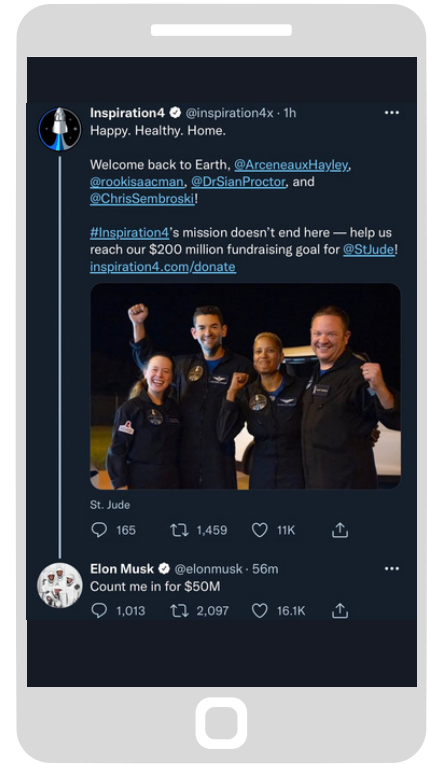 Inspiration4 @inspiration4x · 1h
Happy. Healthy. Home.
Welcome back to Earth, @ArceneauxHayley,
@rookisaacman, @DrSianProctor, and
@ChrisSembroski!
#Inspiration4's mission doesn't end here — help us
reach our $200 million fundraising goal for @StJude!
inspiration4.com/donate
St. Jude
165 1,459 11K
Elon Musk @elonmusk · 56m
Count me in for $50M
1,013 2,097 16.1K